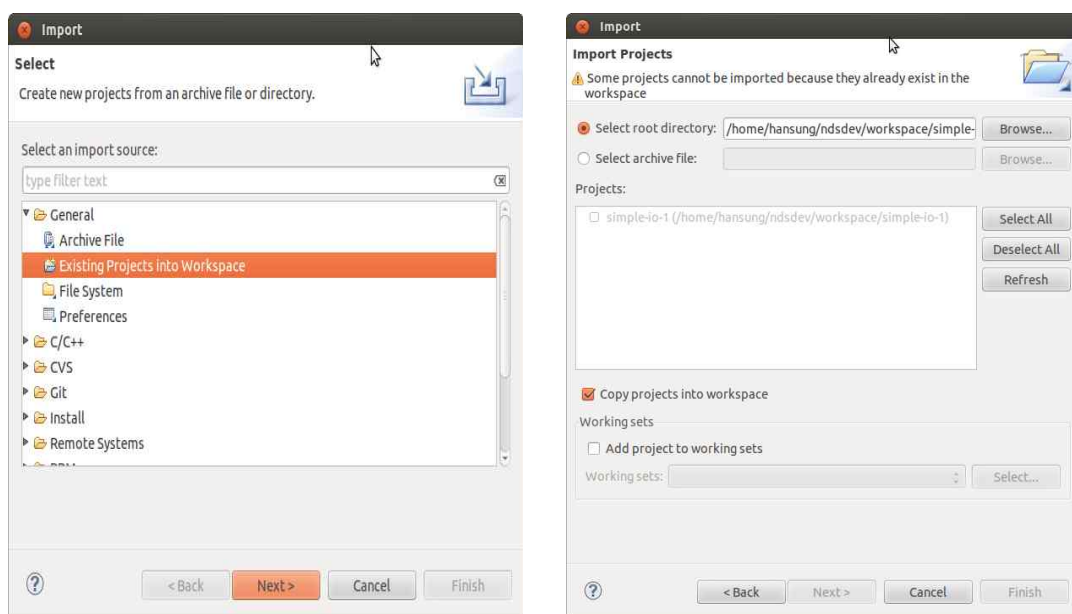 Import
Select
Create new projects from an archive file or directory.
Select an import source:
type filter text
General
Archive File
Existing Projects into Workspace
File System
Preferences
C/C++
CVS
Git
Install
Remote Systems
?
< Back
Next >
Cancel
Finish
Import
Import Projects
Some projects cannot be imported because they already exist in the
workspace
Select root directory: /home/hansung/ndsdev/workspace/simple- Browse...
Select archive file: Browse...
Projects:
simple-io-1 (/home/hansung/ndsdev/workspace/simple-io-1)
Select All
Deselect All
Refresh
Copy projects into workspace
Working sets
Add project to working sets
Working sets: Select...
?
< Back
Next >
Cancel
Finish